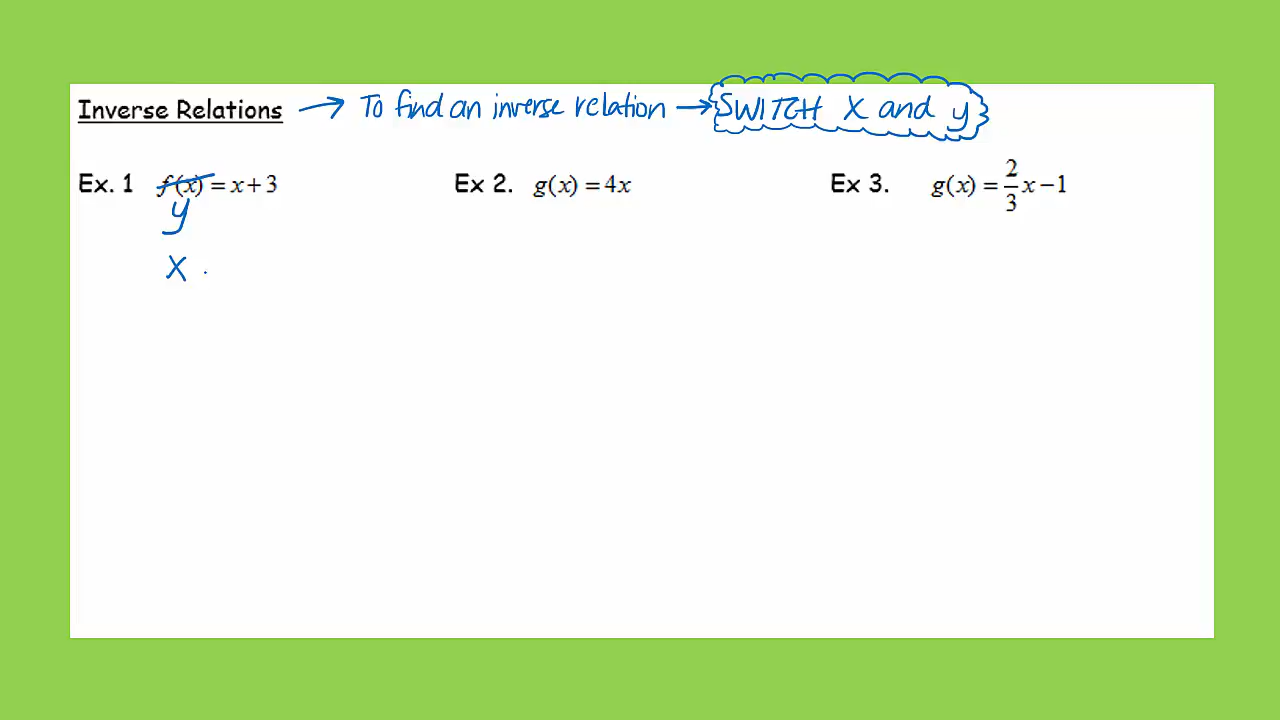 Inverse Relations → To find an inverse relation → SWITCH X and y
Ex. 1 f(x) = x + 3 Ex 2. g(x) = 4x Ex 3. g(x) = 2/3 x − 1
y
x